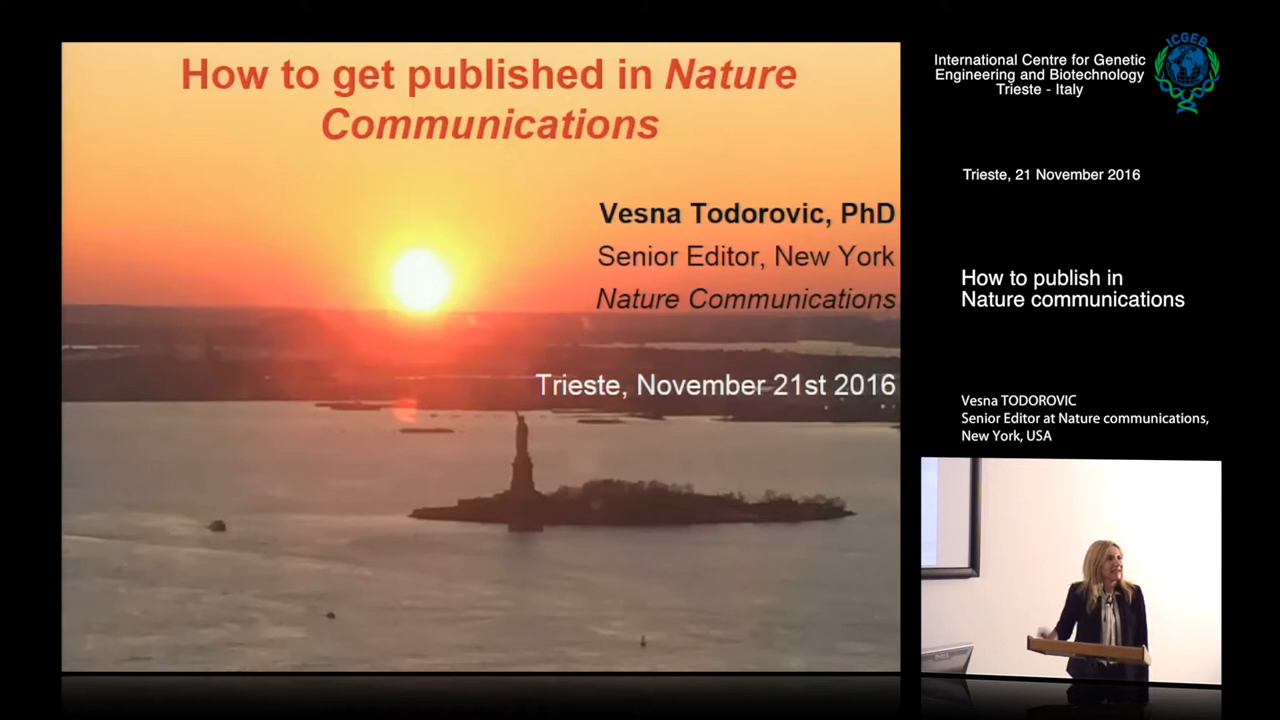 How to get published in Nature
Communications
Vesna Todorovic, PhD
Senior Editor, New York
Nature Communications
Trieste, November 21st 2016
International Centre for Genetic
Engineering and Biotechnology
Trieste - Italy
ICGEB
Trieste, 21 November 2016
How to publish in
Nature communications
Vesna TODOROVIC
Senior Editor at Nature communications,
New York, USA